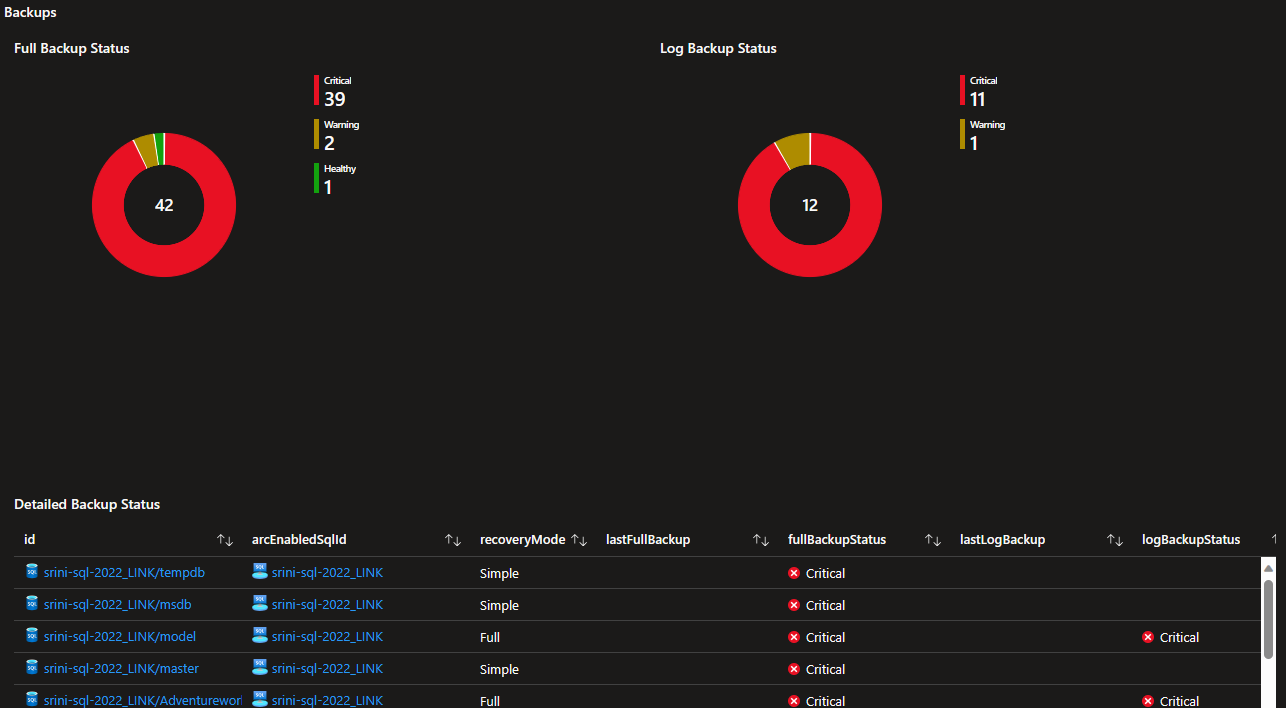 Backups
Full Backup Status
Critical
39
Warning
2
Healthy
1
42
Log Backup Status
Critical
11
Warning
1
12
Detailed Backup Status
id arcEnabledSqlId recoveryMode lastFullBackup fullBackupStatus lastLogBackup logBackupStatus
srini-sql-2022_LINK/tempdb srini-sql-2022_LINK Simple Critical
srini-sql-2022_LINK/msdb srini-sql-2022_LINK Simple Critical
srini-sql-2022_LINK/model srini-sql-2022_LINK Full Critical Critical
srini-sql-2022_LINK/master srini-sql-2022_LINK Simple Critical
srini-sql-2022_LINK/Adventurewor srini-sql-2022_LINK Full Critical Critical